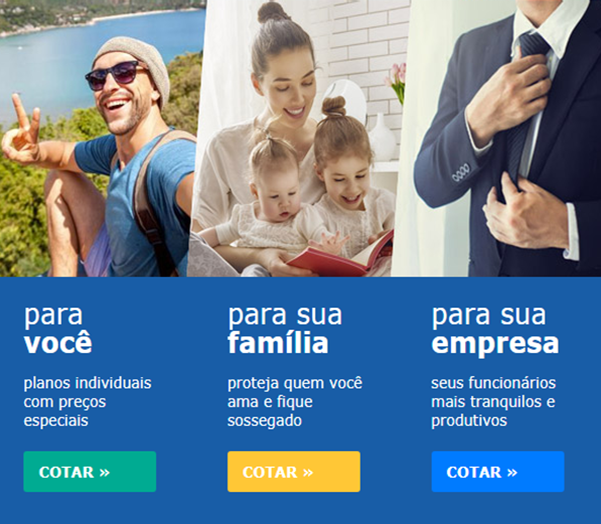 para
você
planos individuais
com preços
especiais
COTAR »
para sua
família
proteja quem você
ama e fique
sossegado
COTAR »
para sua
empresa
seus funcionários
mais tranquilos e
produtivos
COTAR »